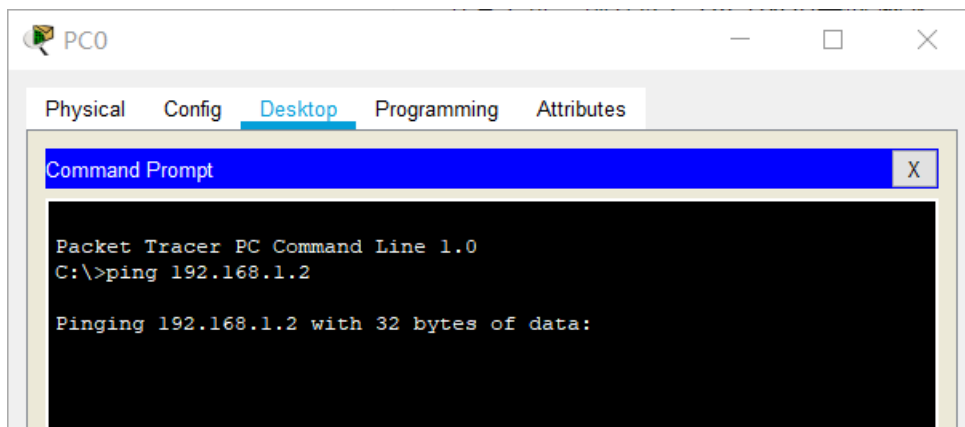 PC0
Physical Config Desktop Programming Attributes
Command Prompt
X
Packet Tracer PC Command Line 1.0
C:\>ping 192.168.1.2
Pinging 192.168.1.2 with 32 bytes of data: